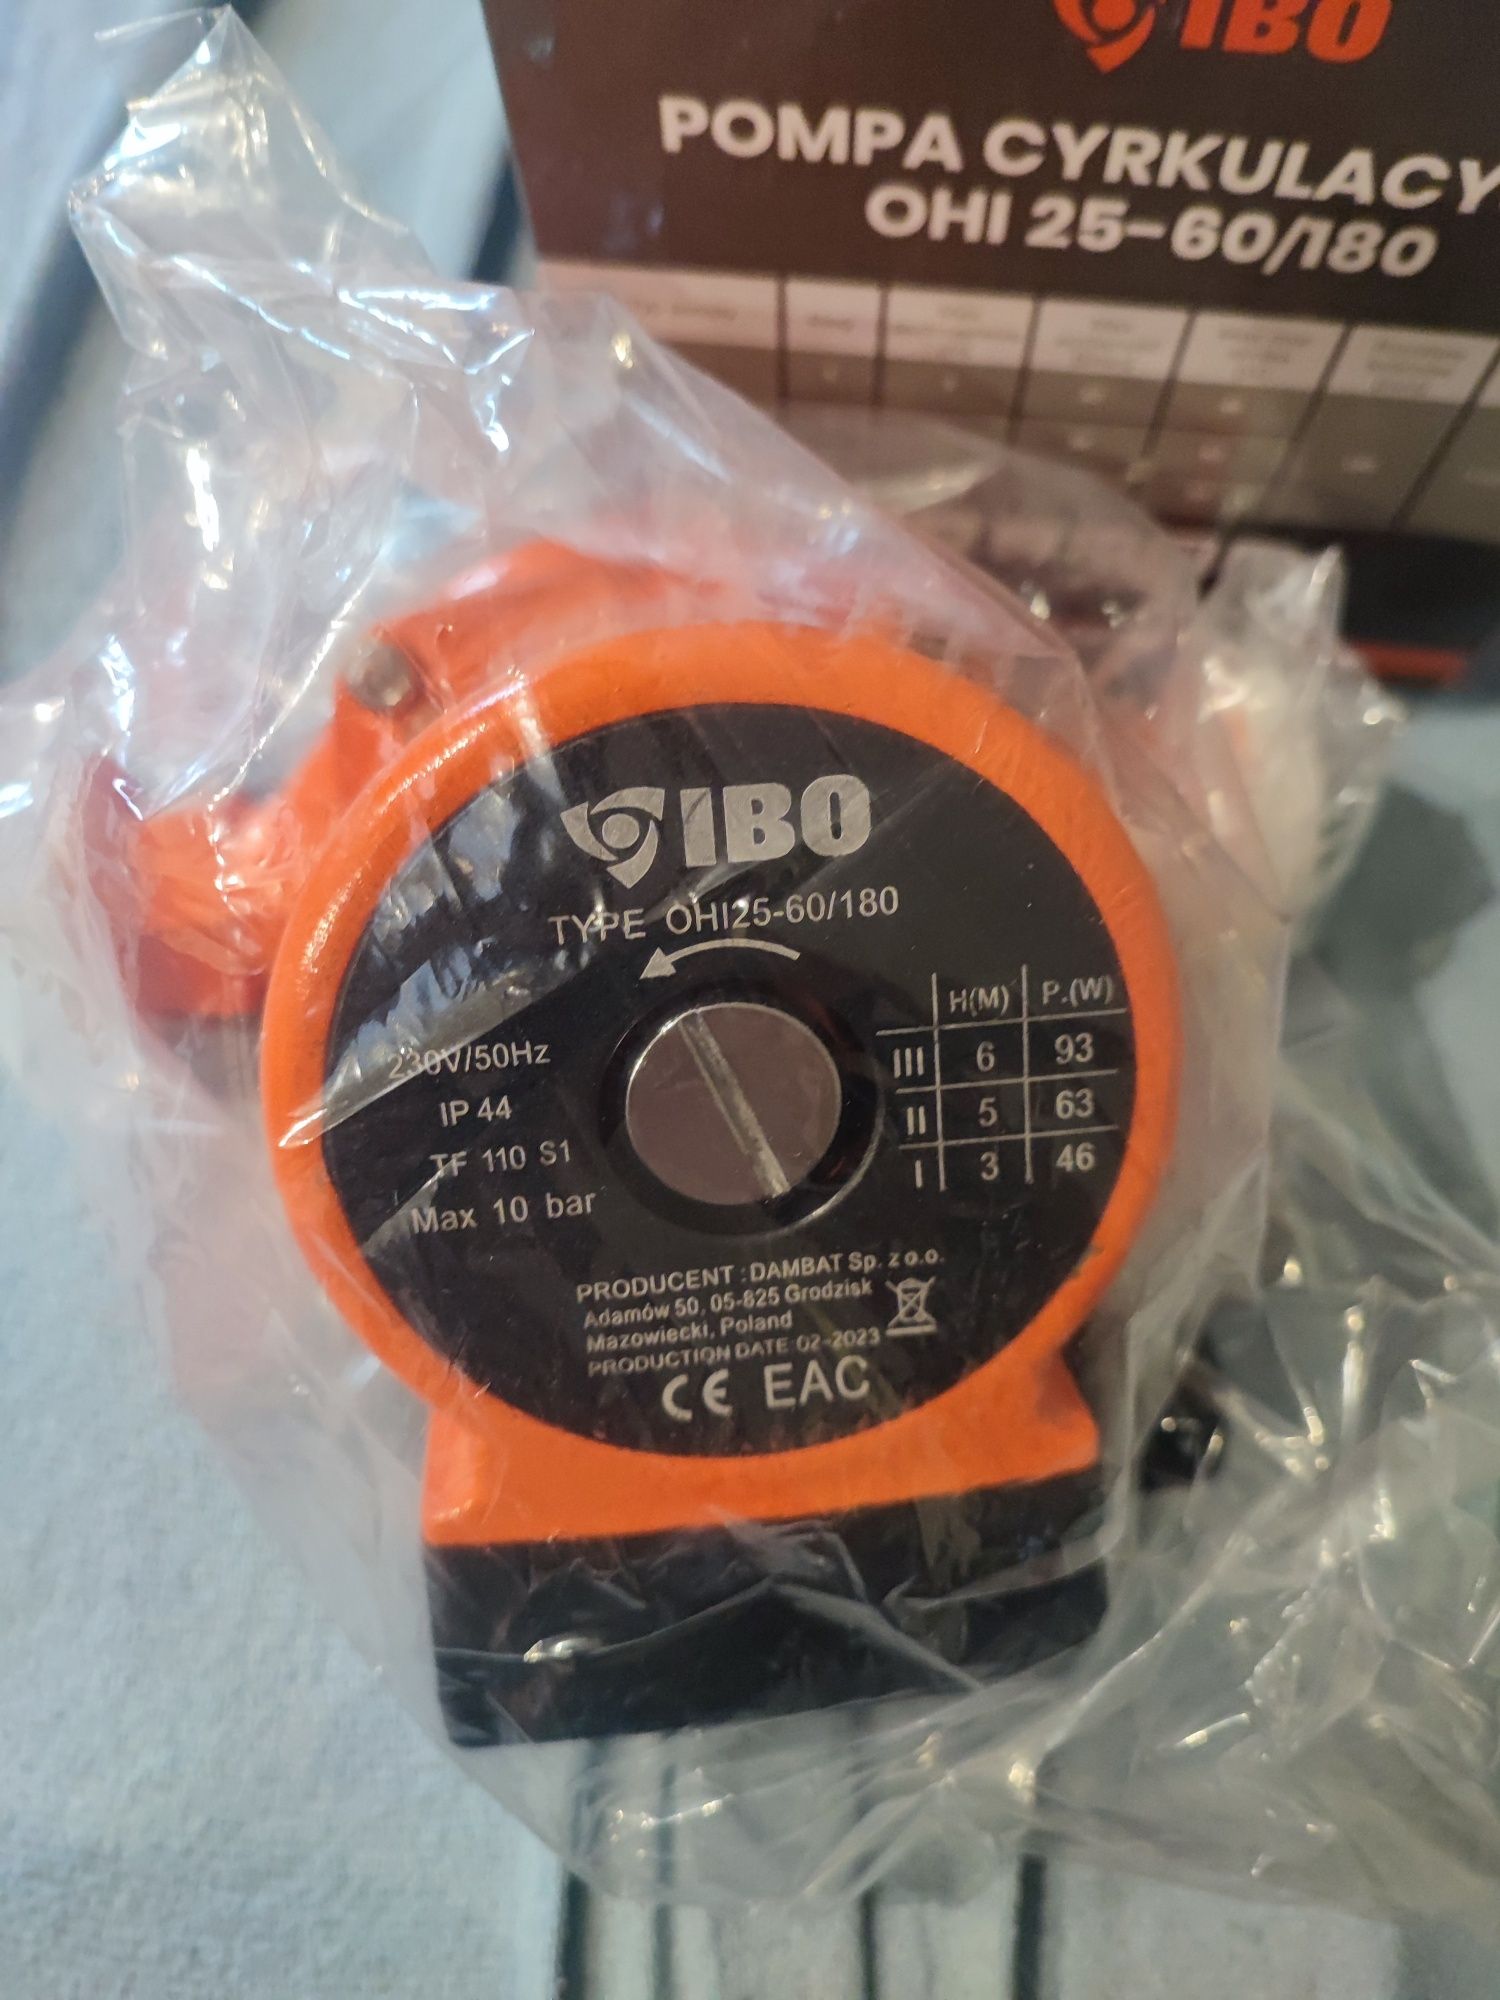 IBO
POMPA CYRKULACY
OHI 25-60/180
IBO
TYPE OHI25-60/180
H(M) P.(W)
III 6 93
II 5 63
I 3 46
230V/50Hz
IP 44
TF 110 S1
Max 10 bar
PRODUCENT : DAMBAT Sp. z o.o.
Adamów 50, 05-825 Grodzisk
Mazowiecki, Poland
PRODUCTION DATE 02-2023
CE EAC